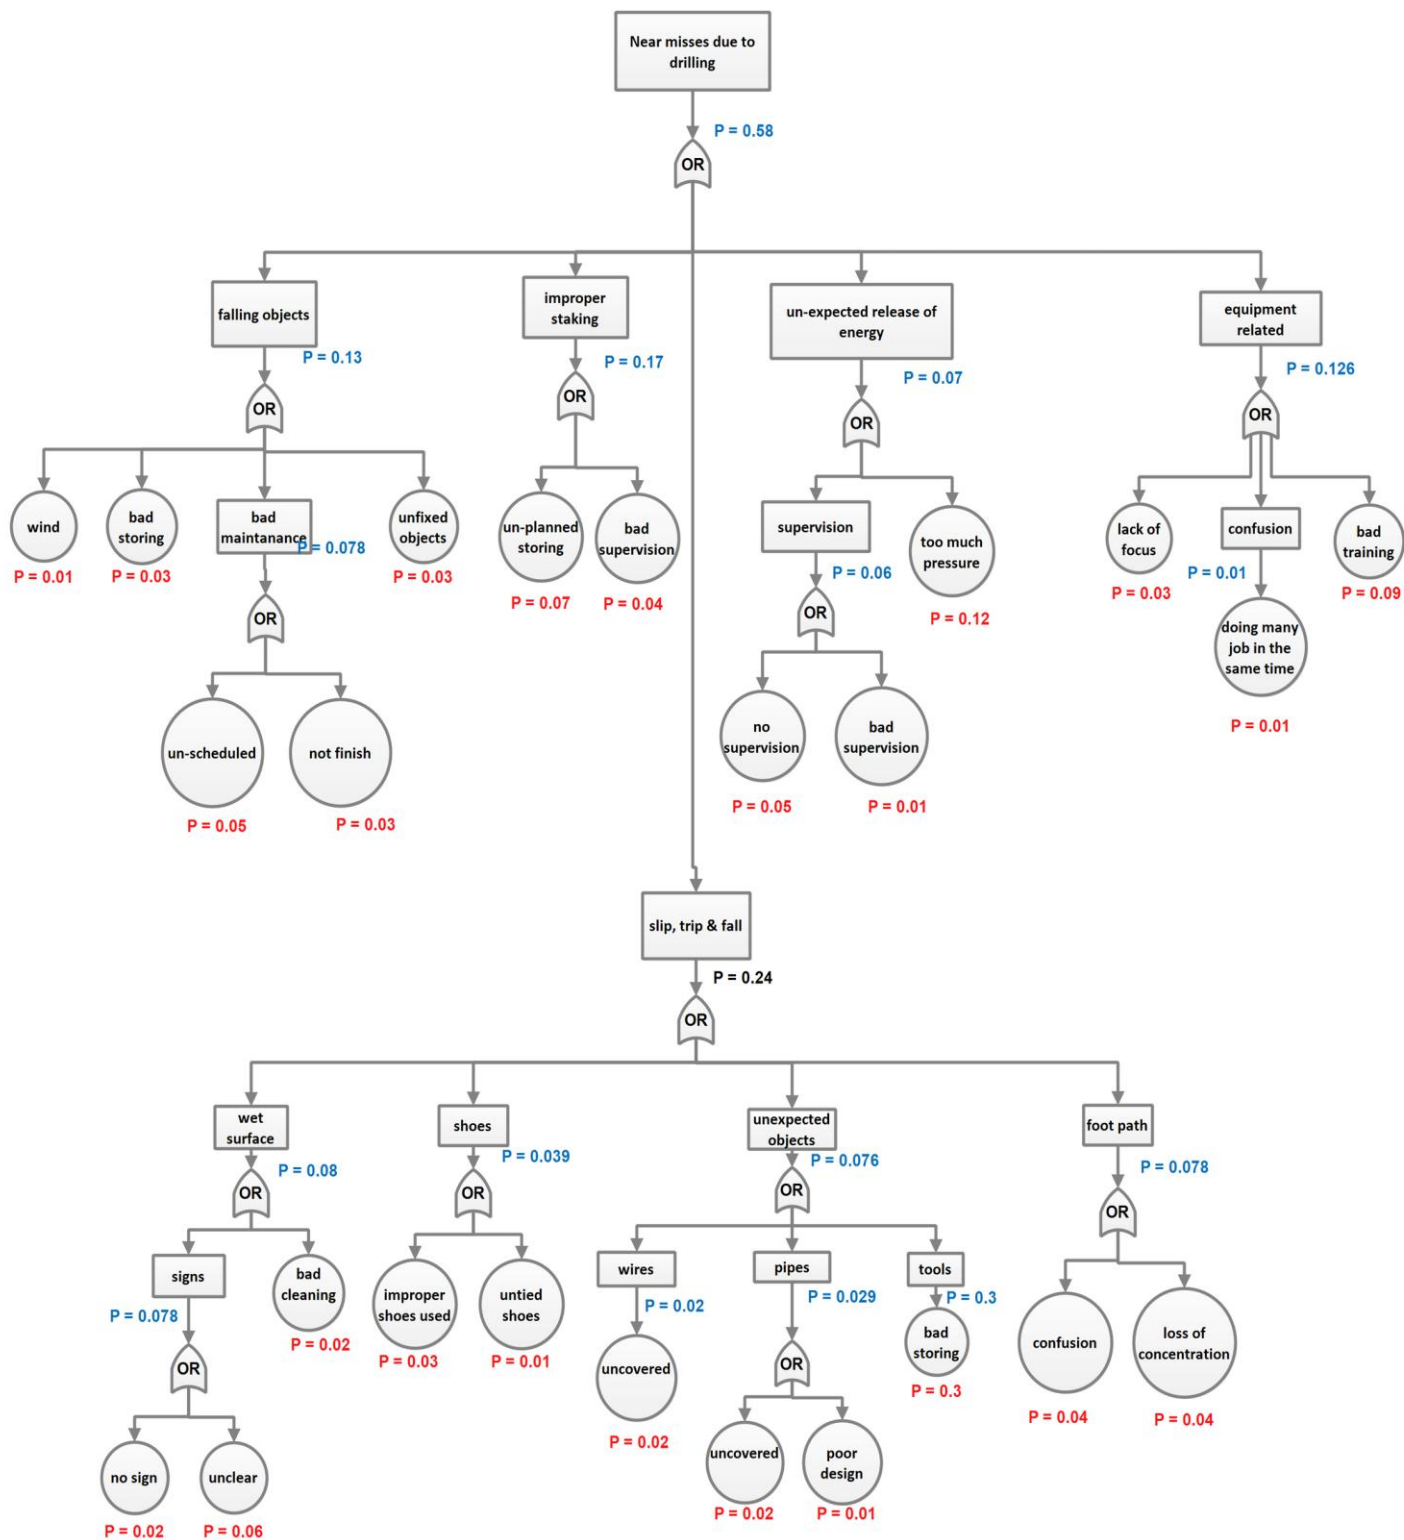 Near misses due to
drilling
P = 0.58
OR
falling objects
P = 0.13
OR
wind
P = 0.01
bad
storing
P = 0.03
bad
maintanance
P = 0.078
unfixed
objects
P = 0.03
OR
un-scheduled
P = 0.05
not finish
P = 0.03
improper
staking
P = 0.17
OR
un-planned
storing
P = 0.07
bad
supervision
P = 0.04
un-expected release of
energy
P = 0.07
OR
supervision
P = 0.06
too much
pressure
P = 0.12
OR
no
supervision
P = 0.05
bad
supervision
P = 0.01
equipment
related
P = 0.126
OR
lack of
focus
P = 0.03
confusion
P = 0.01
bad
training
P = 0.09
doing many
job in the
same time
P = 0.01
slip, trip & fall
P = 0.24
OR
wet
surface
P = 0.08
OR
signs
P = 0.078
bad
cleaning
P = 0.02
OR
no sign
P = 0.02
unclear
P = 0.06
shoes
P = 0.039
OR
improper
shoes used
P = 0.03
untied
shoes
P = 0.01
unexpected
objects
P = 0.076
OR
wires
P = 0.02
uncovered
P = 0.02
pipes
P = 0.029
OR
uncovered
P = 0.02
poor
design
P = 0.01
tools
P = 0.3
bad
storing
P = 0.3
foot path
P = 0.078
OR
confusion
P = 0.04
loss of
concentration
P = 0.04